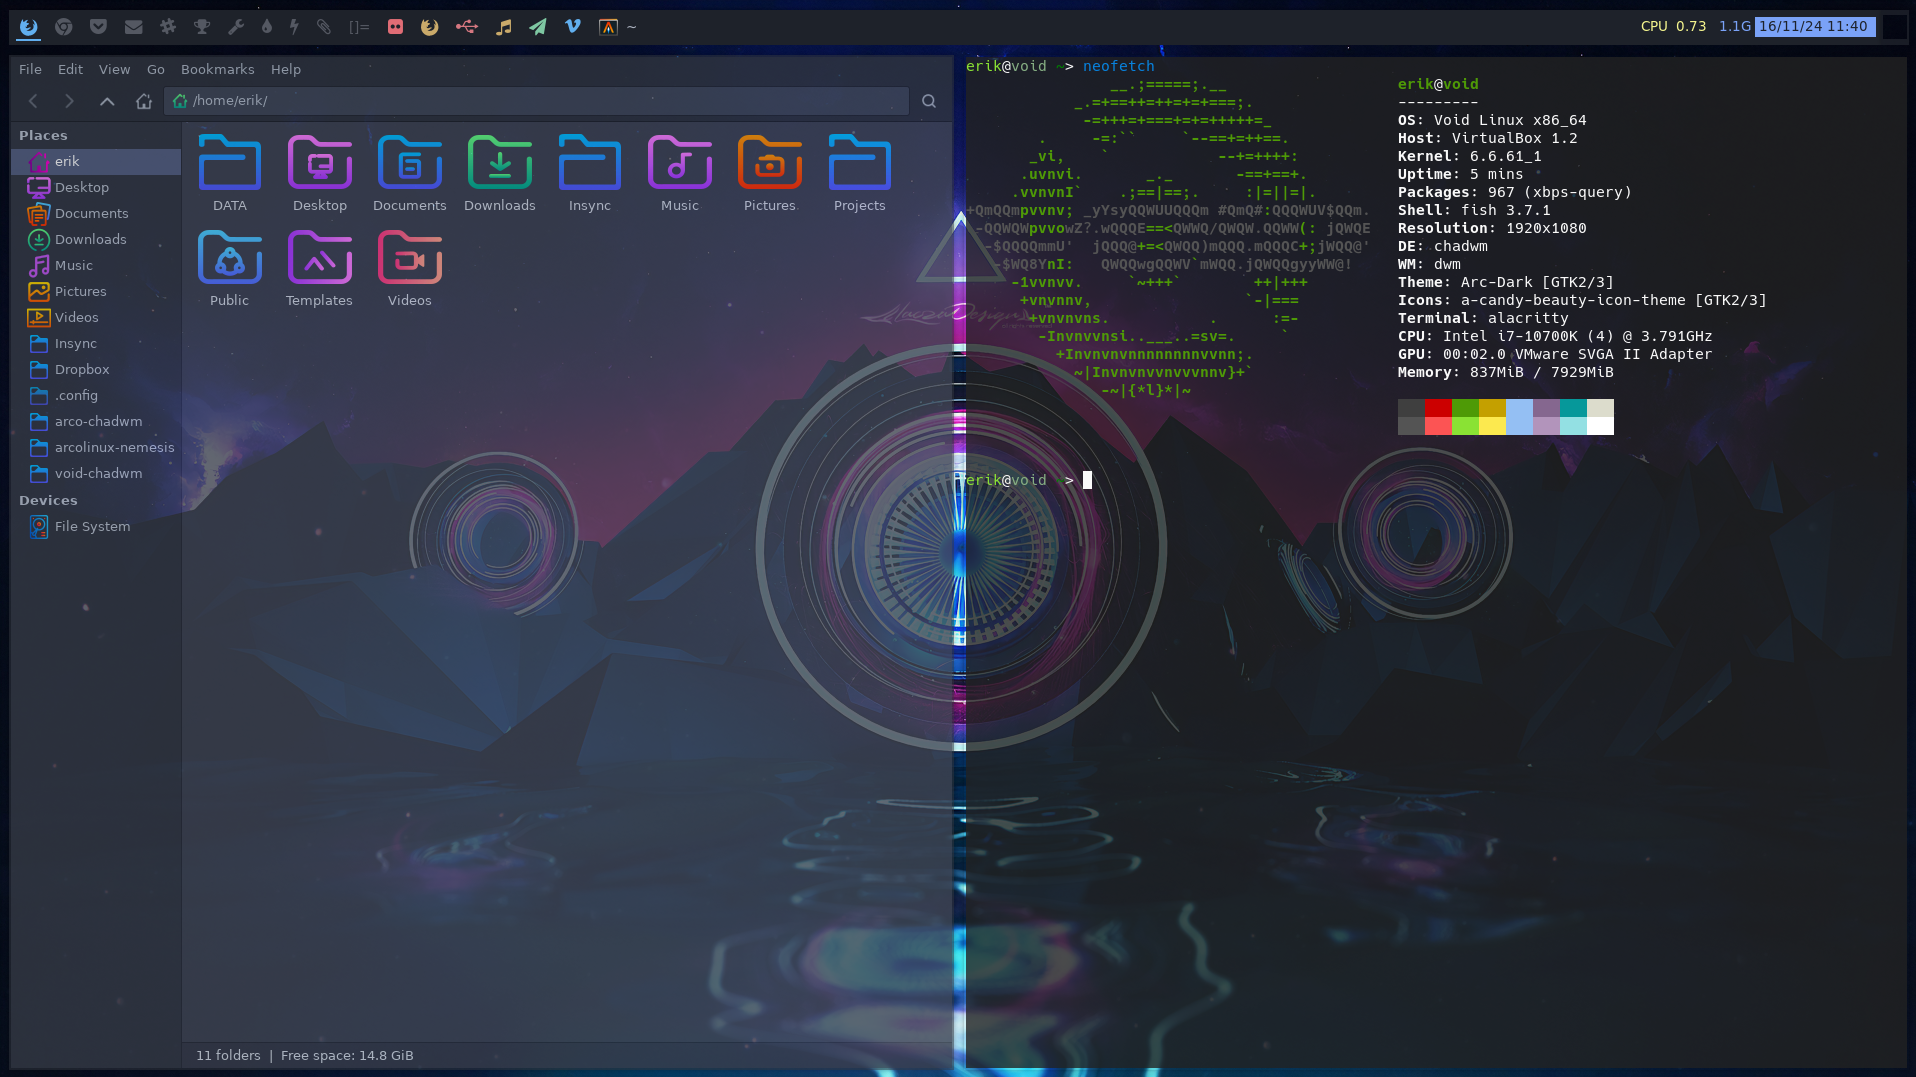 []=
~
CPU 0.73 1.1G 16/11/24 11:40
File Edit View Go Bookmarks Help
/home/erik/
Places
erik
Desktop
Documents
Downloads
Music
Pictures
Videos
Insync
Dropbox
.config
arco-chadwm
arcolinux-nemesis
void-chadwm
Devices
File System
DATA Desktop Documents Downloads Insync Music Pictures Projects
Public Templates Videos
11 folders | Free space: 14.8 GiB
erik@void ~> neofetch
erik@void
---------
OS: Void Linux x86_64
Host: VirtualBox 1.2
Kernel: 6.6.61_1
Uptime: 5 mins
Packages: 967 (xbps-query)
Shell: fish 3.7.1
Resolution: 1920x1080
DE: chadwm
WM: dwm
Theme: Arc-Dark [GTK2/3]
Icons: a-candy-beauty-icon-theme [GTK2/3]
Terminal: alacritty
CPU: Intel i7-10700K (4) @ 3.791GHz
GPU: 00:02.0 VMware SVGA II Adapter
Memory: 837MiB / 7929MiB
erik@void ~>